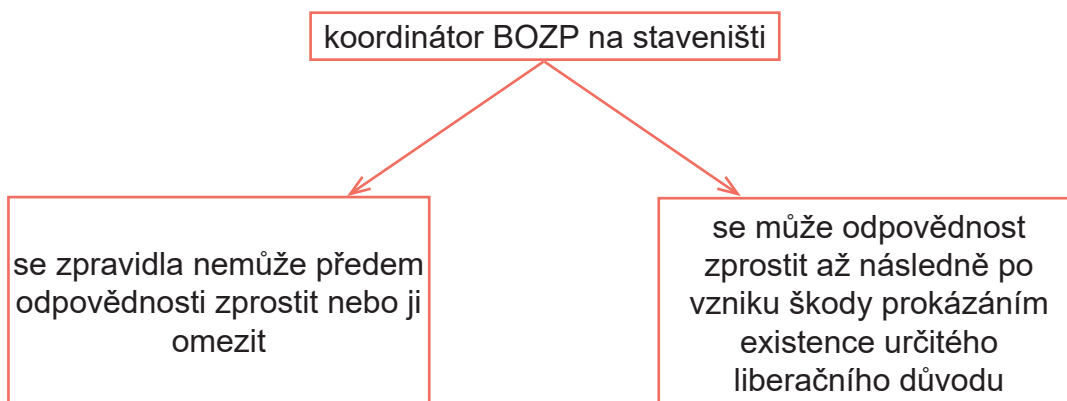 koordinátor BOZP na staveništi
se zpravidla nemůže předem
odpovědnosti zprostit nebo ji
omezit
se může odpovědnost
zprostit až následně po
vzniku škody prokázáním
existence určitého
liberačního důvodu